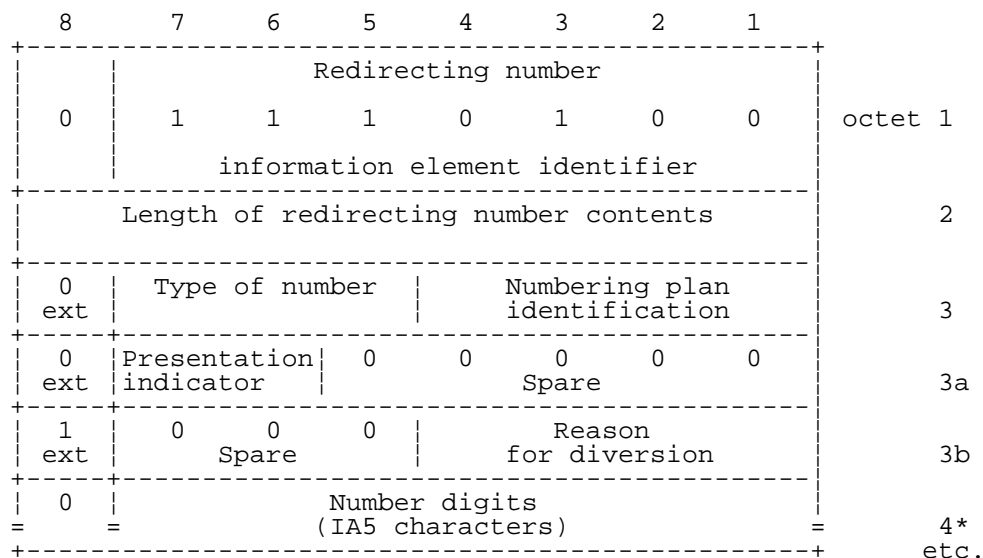 8 7 6 5 4 3 2 1
Redirecting number
0 1 1 1 0 1 0 0 octet 1
information element identifier
Length of redirecting number contents 2
0 Type of number Numbering plan
ext identification 3
0 Presentation 0 0 0 0 0
ext indicator Spare 3a
1 0 0 0 Reason
ext Spare for diversion 3b
0 Number digits
= = (IA5 characters) = 4*
etc.